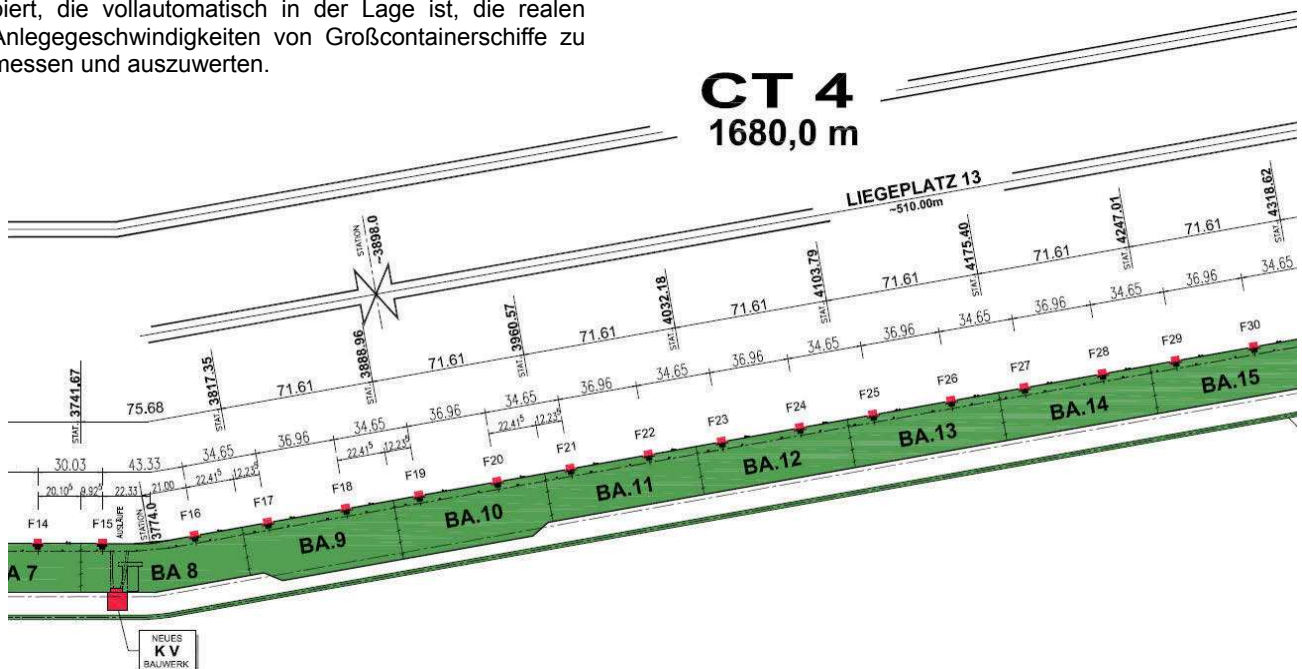 biert, die vollautomatisch in der Lage ist, die realen
Anlegegeschwindigkeiten von Großcontainerschiffe zu
messen und auszuwerten.
CT 4
1680,0 m
LIEGEPLATZ 13
~510.00m
STATION
~3898.0
STAT. 3741.67
STAT. 3817.35
STAT. 3888.96
STAT. 3960.57
STAT. 4032.18
STAT. 4103.79
STAT. 4175.40
STAT. 4247.01
STAT. 4318.62
75.68
71.61
71.61
71.61
71.61
71.61
71.61
71.61
30.03
43.33
34.65
36.96
34.65
36.96
34.65
36.96
34.65
36.96
34.65
36.96
34.65
36.96
34.65
36.96
34.65
20.10⁵
9.92⁵
22.33
21.00
22.41⁵
12.23⁵
22.41⁵
12.23⁵
22.41⁵
12.23⁵
AUSLÄUFE
STATION
3774.0
F14
F15
F16
F17
F18
F19
F20
F21
F22
F23
F24
F25
F26
F27
F28
F29
F30
A 7
BA 8
BA.9
BA.10
BA.11
BA.12
BA.13
BA.14
BA.15
NEUES
K V
BAUWERK